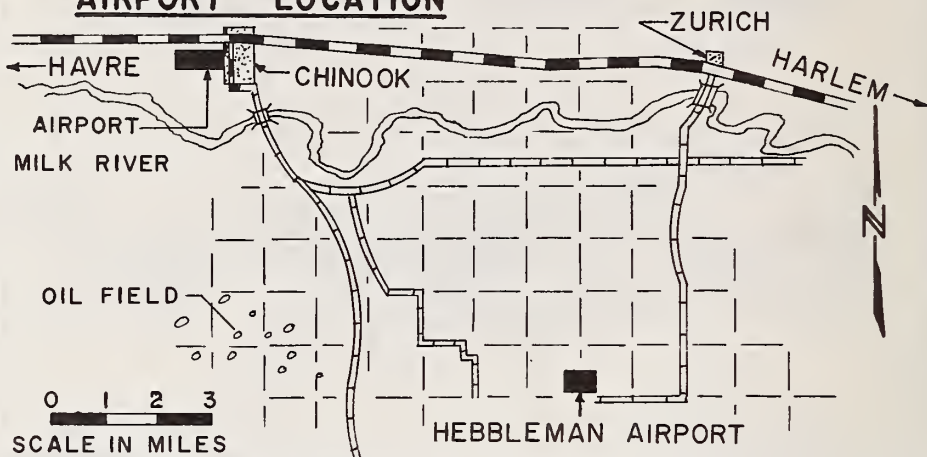 AIRPORT LOCATION
ZURICH
HAVRE
CHINOOK
HARLEM
AIRPORT
MILK RIVER
N
OIL FIELD
0 1 2 3
SCALE IN MILES
HEBBLEMAN AIRPORT